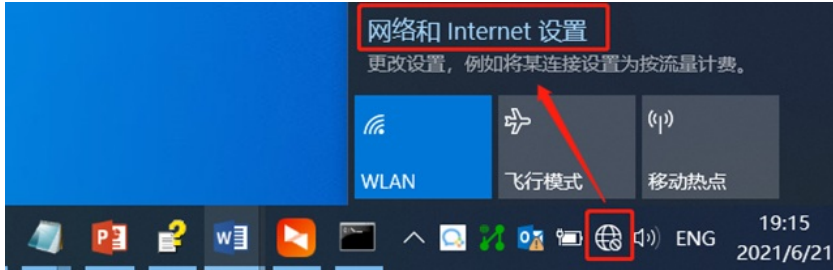 网络和 Internet 设置
更改设置，例如将某连接设置为按流量计费。
WLAN
飞行模式
移动热点
ENG
19:15
2021/6/21